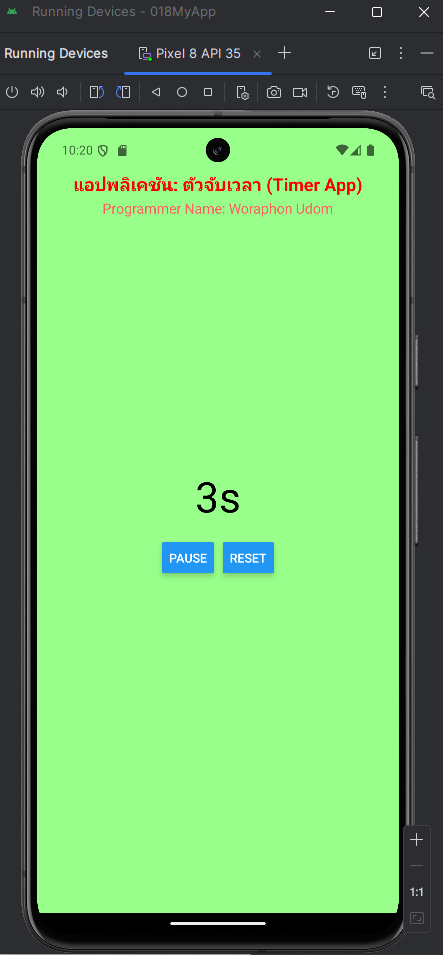 Running Devices - 018MyApp
Running Devices
Pixel 8 API 35
10:20
แอปพลิเคชัน: ตัวจับเวลา (Timer App)
Programmer Name: Woraphon Udom
3s
PAUSE RESET
1:1